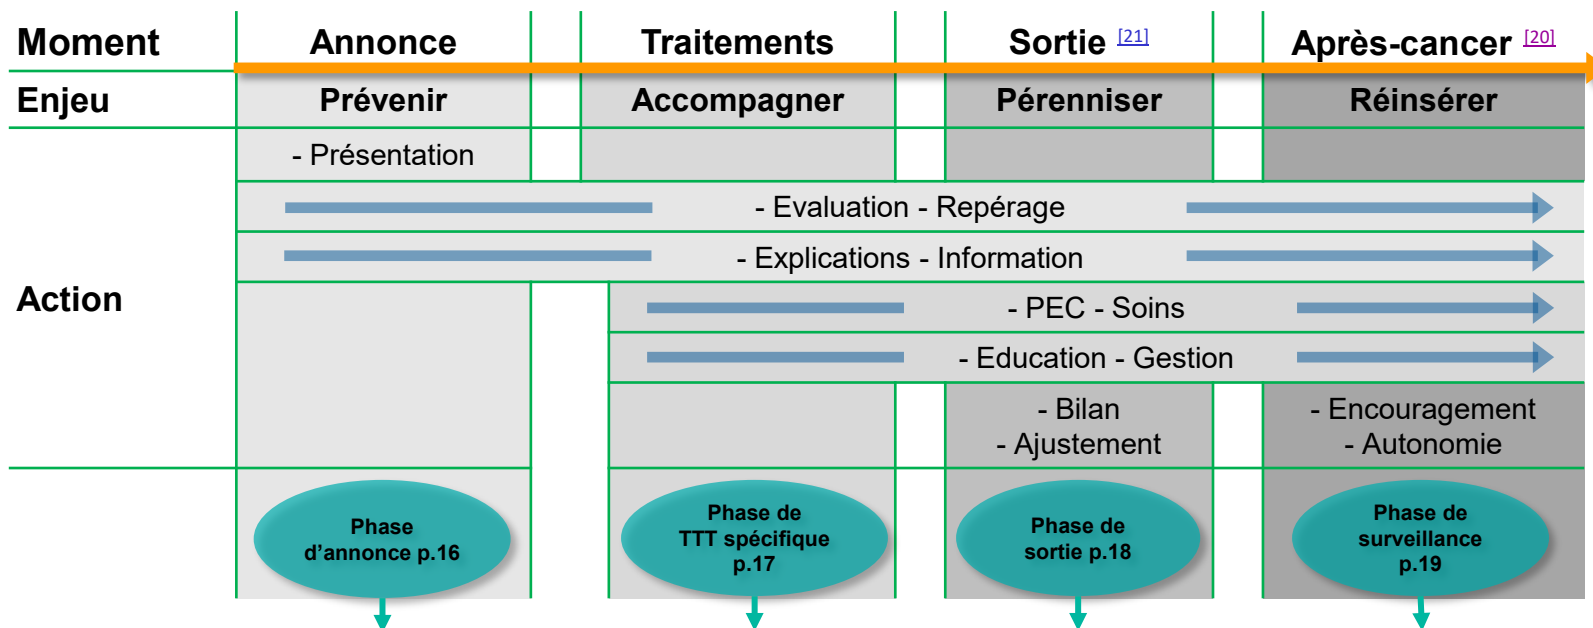 Moment Annonce Traitements Sortie [21] Après-cancer [20]
Enjeu Prévenir Accompagner Pérenniser Réinsérer
- Présentation
- Evaluation - Repérage
- Explications - Information
Action
- PEC - Soins
- Education - Gestion
- Bilan
- Ajustement
- Encouragement
- Autonomie
Phase
d’annonce p.16
Phase de
TTT spécifique
p.17
Phase de
sortie p.18
Phase de
surveillance
p.19